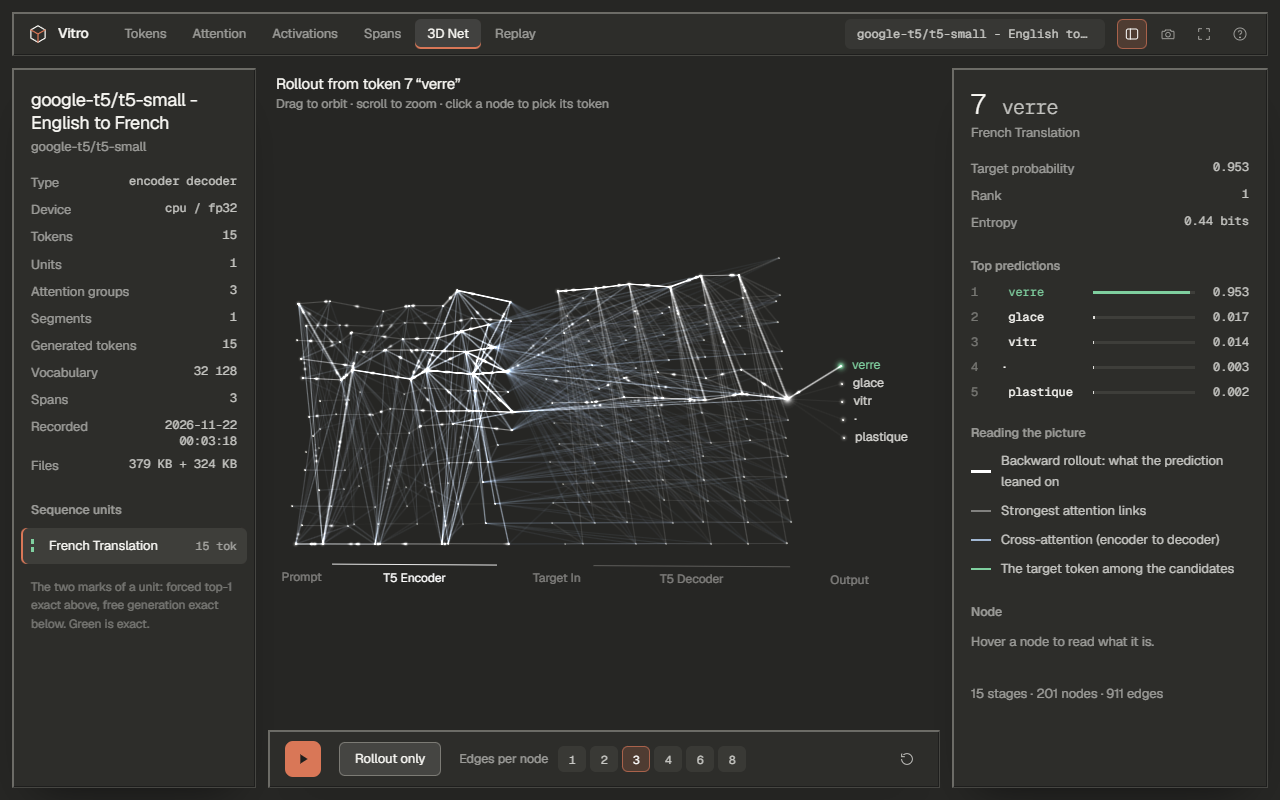 Vitro
Tokens
Attention
Activations
Spans
3D Net
Replay
google-t5/t5-small - English to…
google-t5/t5-small -
English to French
google-t5/t5-small
Type encoder decoder
Device cpu / fp32
Tokens 15
Units 1
Attention groups 3
Segments 1
Generated tokens 15
Vocabulary 32 128
Spans 3
Recorded 2026-11-22
00:03:18
Files 379 KB + 324 KB
Sequence units
French Translation 15 tok
The two marks of a unit: forced top-1
exact above, free generation exact
below. Green is exact.
Rollout from token 7 “verre”
Drag to orbit · scroll to zoom · click a node to pick its token
verre
glace
vitr
.
plastique
Prompt
T5 Encoder
Target In
T5 Decoder
Output
Rollout only
Edges per node 1 2 3 4 6 8
7 verre
French Translation
Target probability 0.953
Rank 1
Entropy 0.44 bits
Top predictions
1 verre 0.953
2 glace 0.017
3 vitr 0.014
4 . 0.003
5 plastique 0.002
Reading the picture
Backward rollout: what the prediction
leaned on
Strongest attention links
Cross-attention (encoder to decoder)
The target token among the candidates
Node
Hover a node to read what it is.
15 stages · 201 nodes · 911 edges